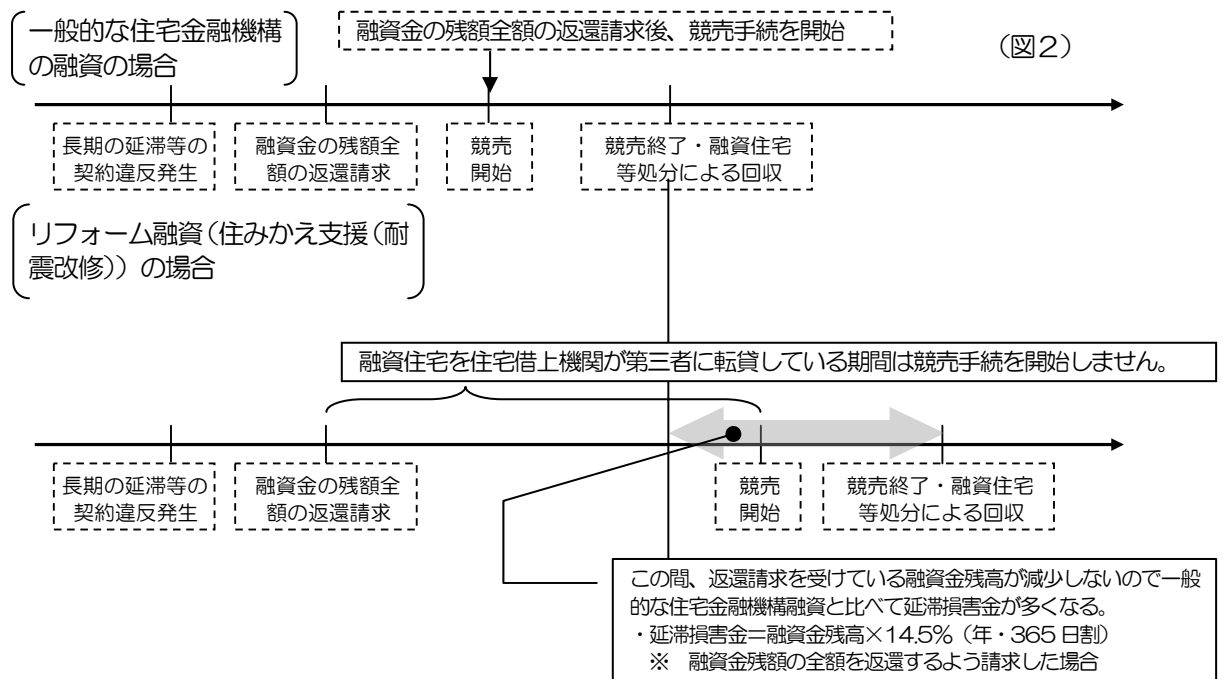 一般的な住宅金融機構
の融資の場合
融資金の残額全額の返還請求後、競売手続を開始
（図２）
長期の延滞等の
契約違反発生
融資金の残額全
額の返還請求
競売
開始
競売終了・融資住宅
等処分による回収
リフォーム融資（住みかえ支援（耐
震改修））の場合
融資住宅を住宅借上機関が第三者に転貸している期間は競売手続を開始しません。
長期の延滞等の
契約違反発生
融資金の残額全
額の返還請求
競売
開始
競売終了・融資住宅
等処分による回収
この間、返還請求を受けている融資金残高が減少しないので一般
的な住宅金融機構融資と比べて延滞損害金が多くなる。
・延滞損害金＝融資金残高×14.5％（年・365 日割）
※　融資金残額の全額を返還するよう請求した場合